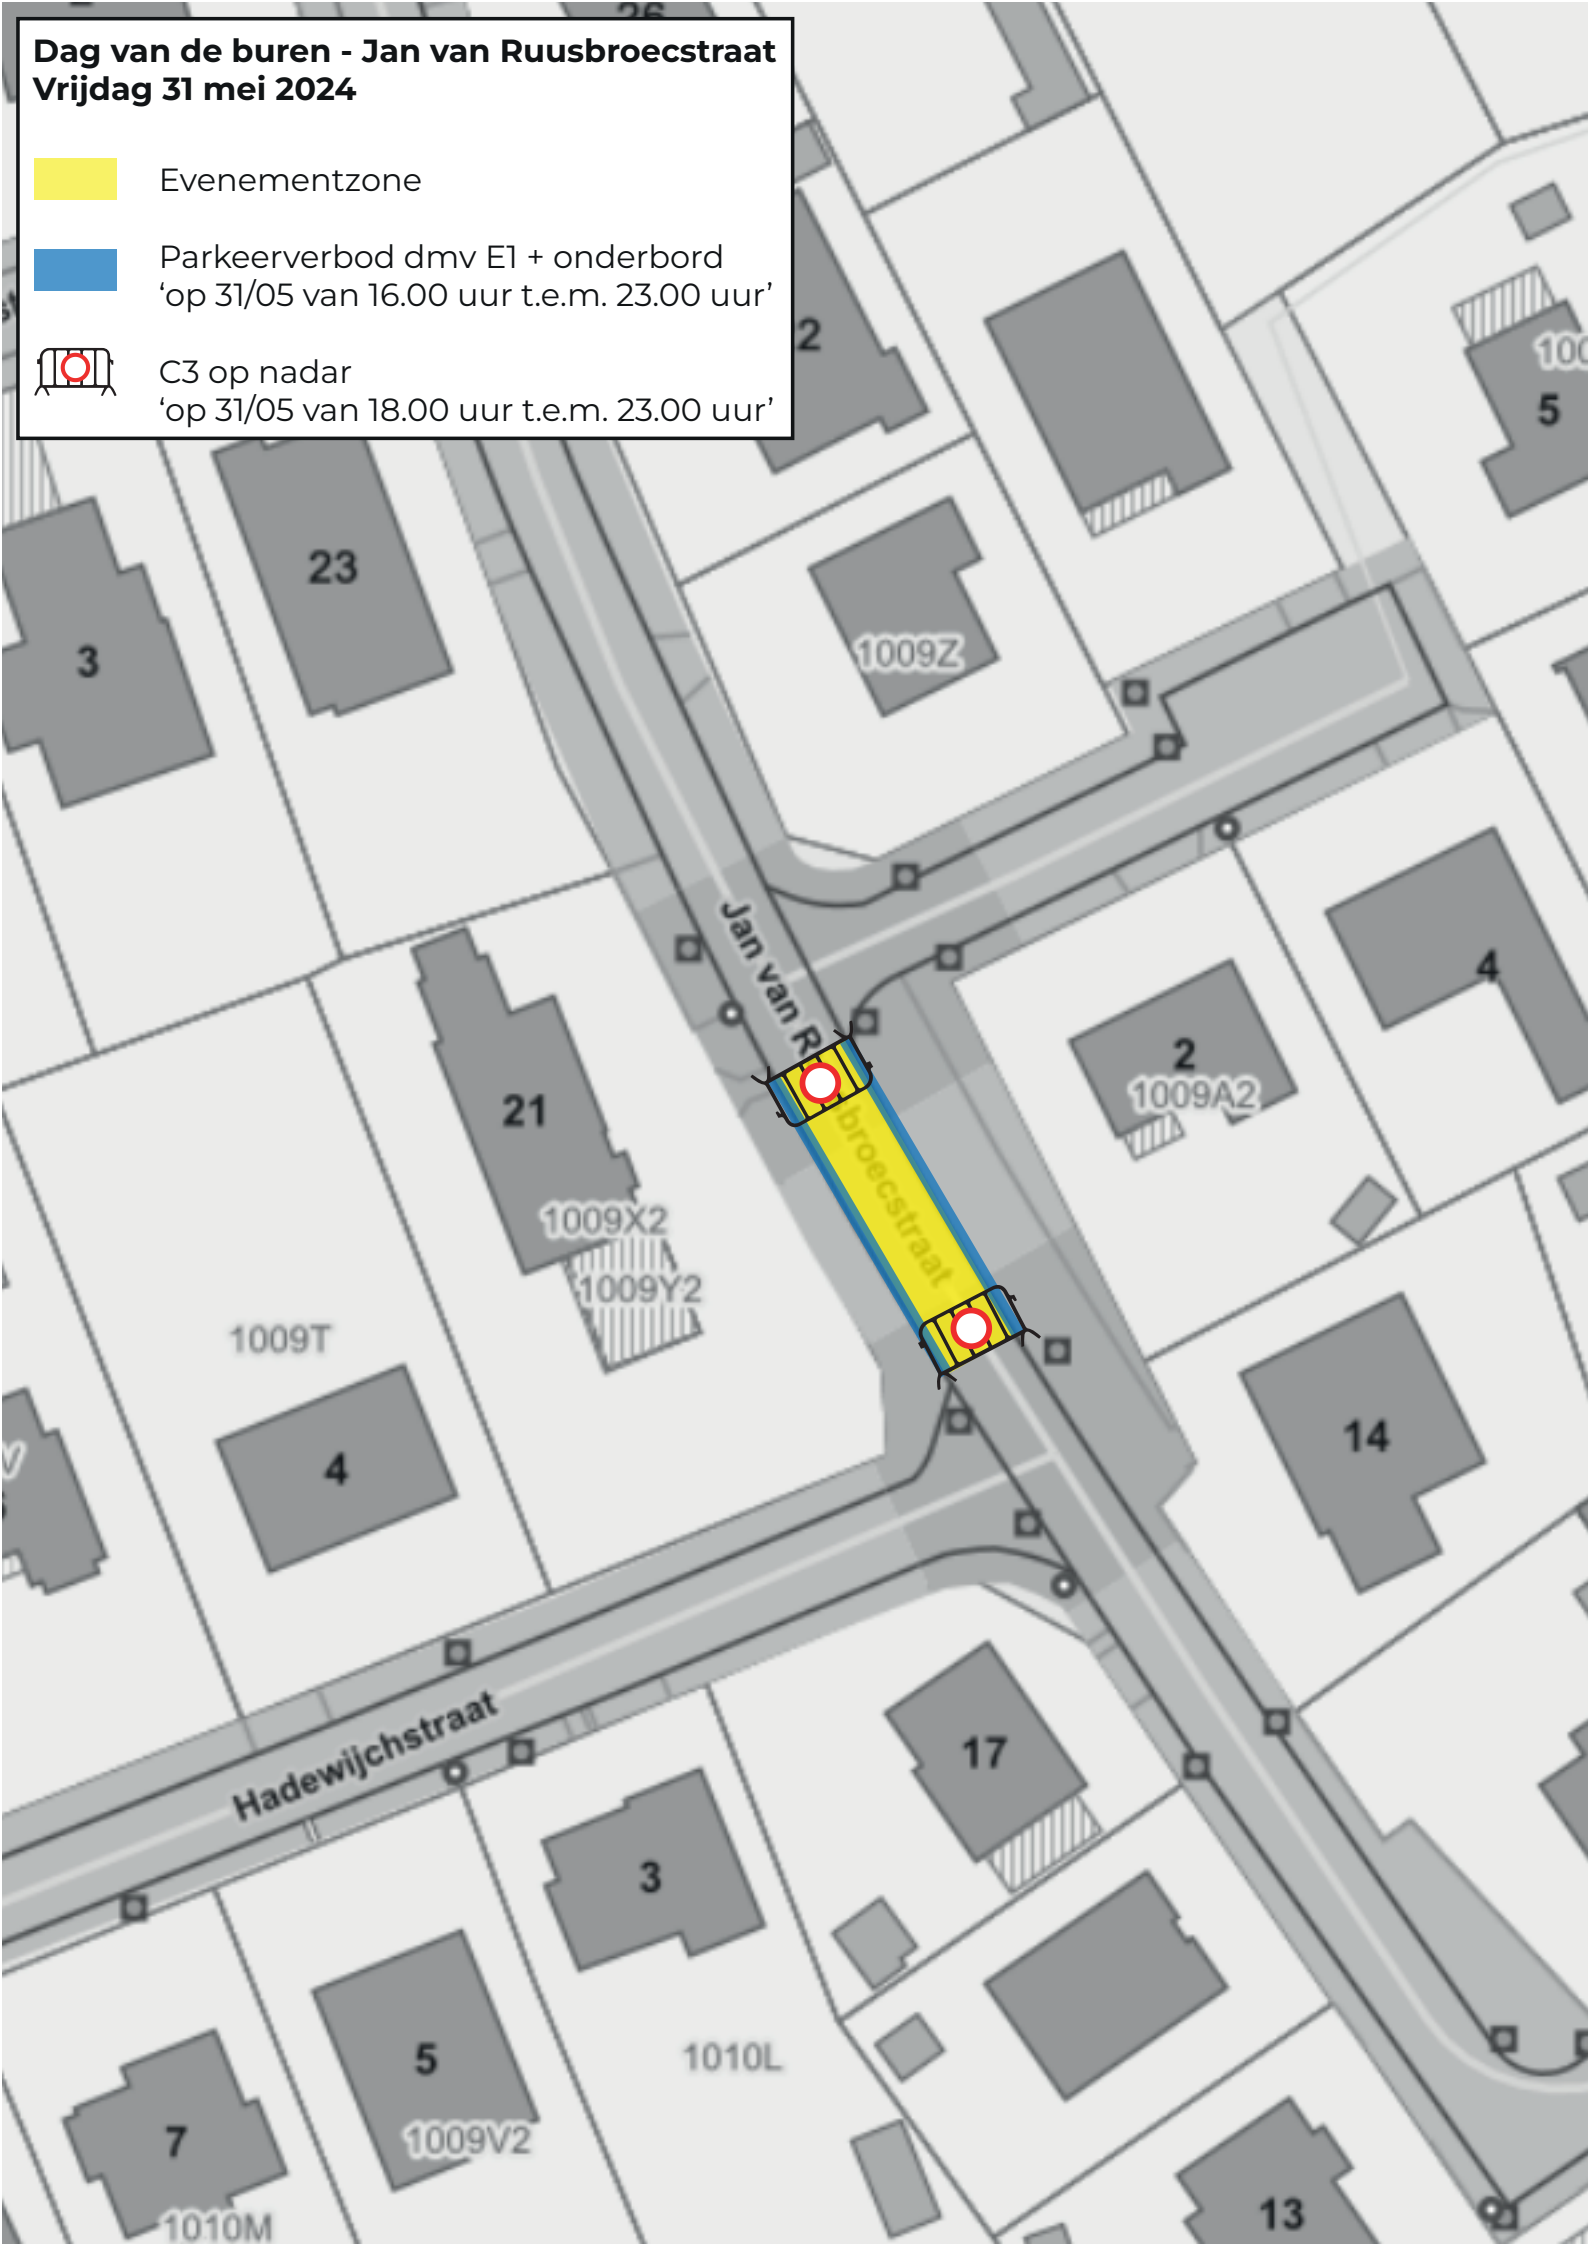 26
Dag van de buren - Jan van Ruusbroecstraat
Vrijdag 31 mei 2024
Evenementzone
Parkeerverbod dmv E1 + onderbord
‘op 31/05 van 16.00 uur t.e.m. 23.00 uur’
C3 op nadar
‘op 31/05 van 18.00 uur t.e.m. 23.00 uur’
2
100
5
23
1009Z
3
Jan van R
broecstraat
4
2
1009A2
21
1009X2
1009Y2
1009T
4
14
V
17
Hadewijchstraat
3
5
1010L
1009V2
7
13
1010M